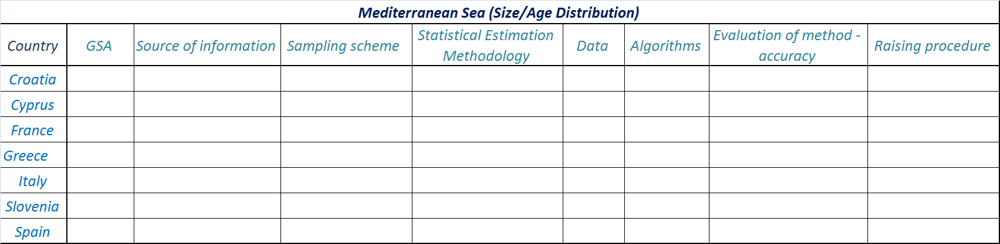 Mediterranean Sea (Size/Age Distribution)
Country GSA Source of information Sampling scheme Statistical Estimation Methodology Data Algorithms Evaluation of method - accuracy Raising procedure
Croatia
Cyprus
France
Greece
Italy
Slovenia
Spain